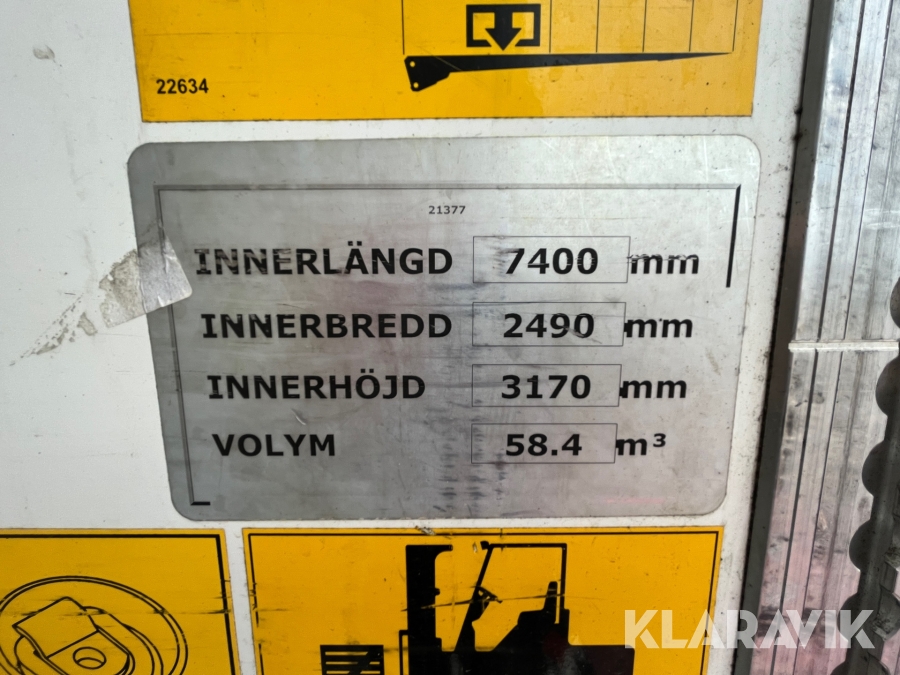 22634
21377
INNERLÄNGD 7400 mm
INNERBREDD 2490 mm
INNERHÖJD 3170 mm
VOLYM 58.4 m³
KLARAVIK